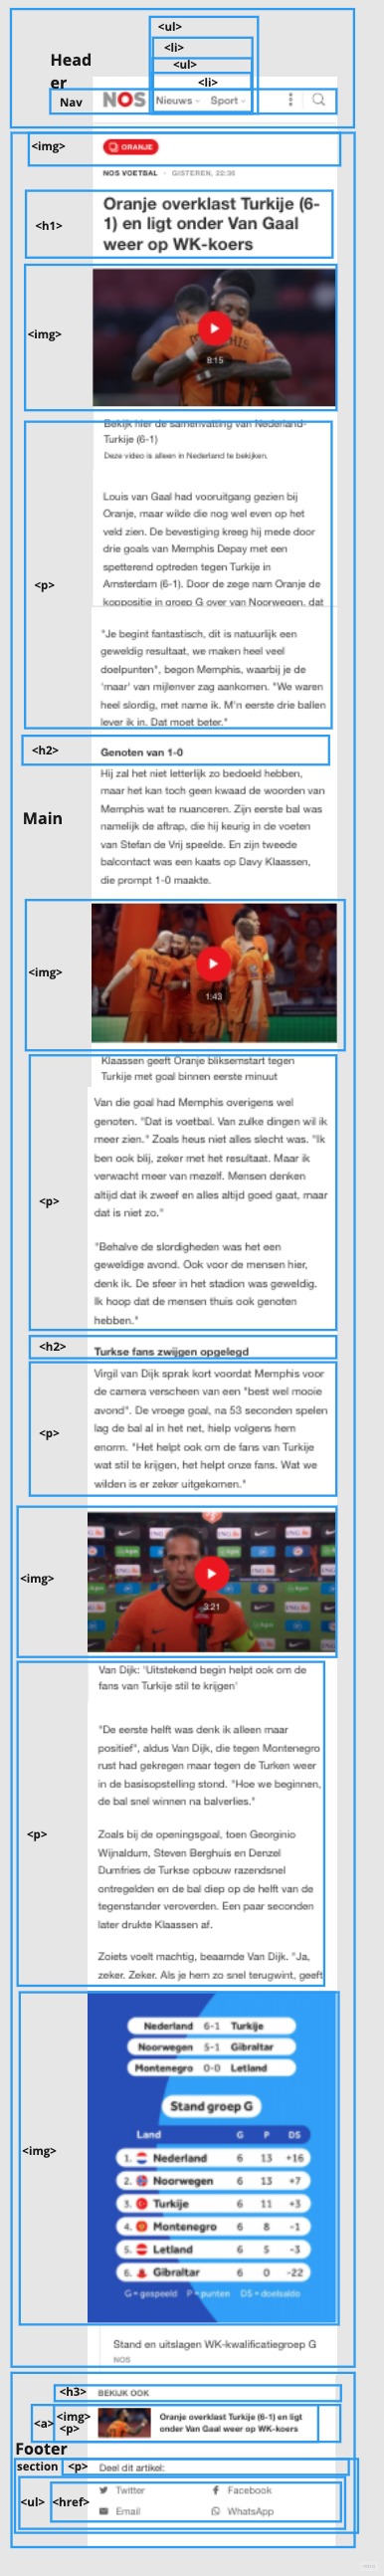 <ul>
<li>
<ul>
<li>
Head
er
Nav
NOS Nieuws Sport
<img>
ORANJE
NOS VOETBAL • GISTEREN, 22:36
<h1>
Oranje overklast Turkije (6-
1) en ligt onder Van Gaal
weer op WK-koers
<img>
8:15
Bekijk hier de samenvatting van Nederland-
Turkije (6-1)
Deze video is alleen in Nederland te bekijken.
<p>
Louis van Gaal had vooruitgang gezien bij
Oranje, maar wilde die nog wel even op het
veld zien. De bevestiging kreeg hij mede door
drie goals van Memphis Depay met een
spetterend optreden tegen Turkije in
Amsterdam (6-1). Door de zege nam Oranje de
koppositie in groep G over van Noorwegen, dat
"Je begint fantastisch, dit is natuurlijk een
geweldig resultaat, we maken heel veel
doelpunten", begon Memphis, waarbij je de
'maar' van mijlenver zag aankomen. "We waren
heel slordig, met name ik. M'n eerste drie ballen
lever ik in. Dat moet beter."
<h2>
Genoten van 1-0
Hij zal het niet letterlijk zo bedoeld hebben,
maar het kan toch geen kwaad de woorden van
Memphis wat te nuanceren. Zijn eerste bal was
namelijk de aftrap, die hij keurig in de voeten
van Stefan de Vrij speelde. En zijn tweede
balcontact was een kaats op Davy Klaassen,
die prompt 1-0 maakte.
Main
<img>
1:43
Klaassen geeft Oranje bliksemstart tegen
Turkije met goal binnen eerste minuut
<p>
Van die goal had Memphis overigens wel
genoten. "Dat is voetbal. Van zulke dingen wil ik
meer zien." Zoals heus niet alles slecht was. "Ik
ben ook blij, zeker met het resultaat. Maar ik
verwacht meer van mezelf. Mensen denken
altijd dat ik zweef en alles altijd goed gaat, maar
dat is niet zo."
"Behalve de slordigheden was het een
geweldige avond. Ook voor de mensen hier,
denk ik. De sfeer in het stadion was geweldig.
Ik hoop dat de mensen thuis ook genoten
hebben."
<h2>
Turkse fans zwijgen opgelegd
<p>
Virgil van Dijk sprak kort voordat Memphis voor
de camera verscheen van een "best wel mooie
avond". De vroege goal, na 53 seconden spelen
lag de bal al in het net, hielp volgens hem
enorm. "Het helpt ook om de fans van Turkije
wat stil te krijgen, het helpt onze fans. Wat we
wilden is er zeker uitgekomen."
<img>
3:21
Van Dijk: 'Uitstekend begin helpt ook om de
fans van Turkije stil te krijgen'
<p>
"De eerste helft was denk ik alleen maar
positief", aldus Van Dijk, die tegen Montenegro
rust had gekregen maar tegen de Turken weer
in de basisopstelling stond. "Hoe we beginnen,
de bal snel winnen na balverlies."
Zoals bij de openingsgoal, toen Georginio
Wijnaldum, Steven Berghuis en Denzel
Dumfries de Turkse opbouw razendsnel
ontregelden en de bal diep op de helft van de
tegenstander veroverden. Een paar seconden
later drukte Klaassen af.
Zoiets voelt machtig, beaamde Van Dijk. "Ja,
zeker. Zeker. Als je hem zo snel terugwint, geeft
<img>
Nederland 6-1 Turkije
Noorwegen 5-1 Gibraltar
Montenegro 0-0 Letland
Stand groep G
Land G P DS
1. Nederland 6 13 +16
2. Noorwegen 6 13 +7
3. Turkije 6 11 +3
4. Montenegro 6 8 -1
5. Letland 6 5 -3
6. Gibraltar 6 0 -22
G = gespeeld P = punten DS = doelsaldo
Stand en uitslagen WK-kwalificatiegroep G
NOS
<h3>
BEKIJK OOK
<a>
<img>
<p>
Oranje overklast Turkije (6-1) en ligt
onder Van Gaal weer op WK-koers
Footer
section
<p>
Deel dit artikel:
<ul>
<href>
Twitter Facebook
Email WhatsApp